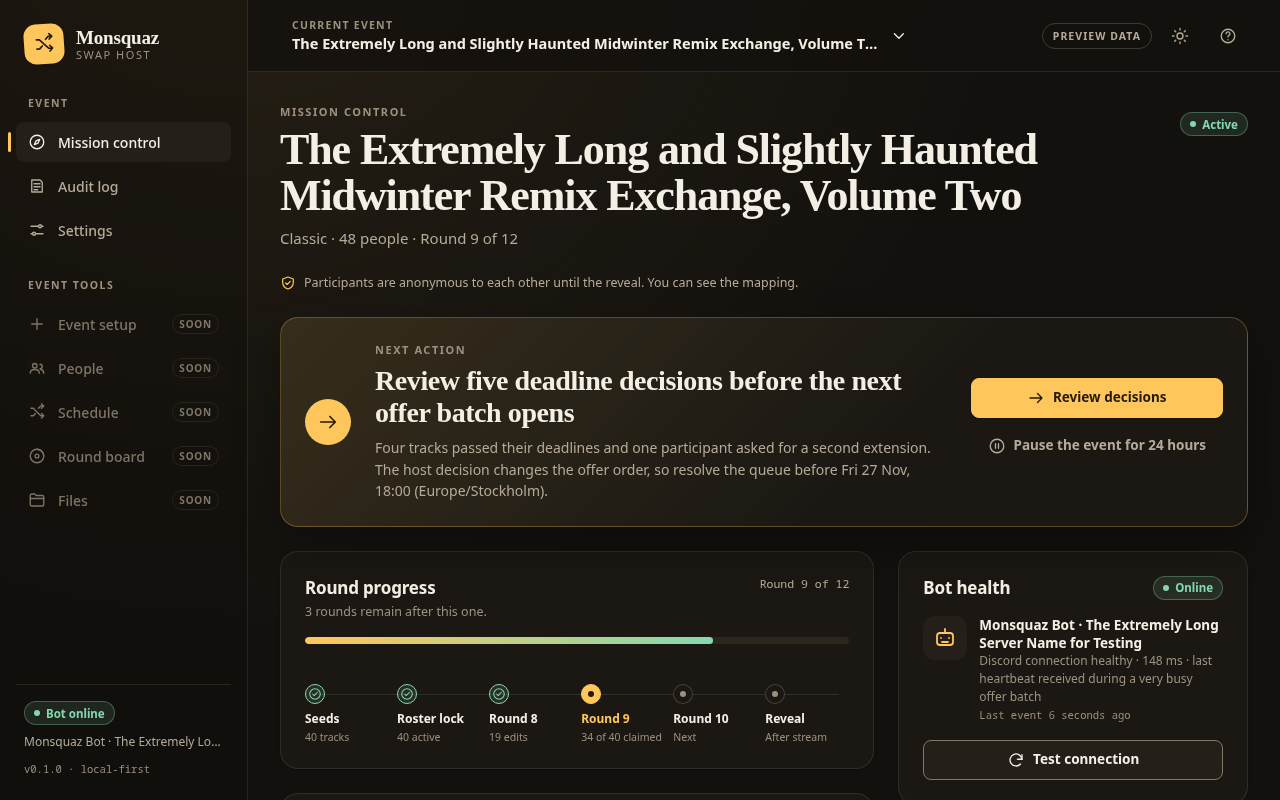 Monsquaz
SWAP HOST
EVENT
Mission control
Audit log
Settings
EVENT TOOLS
Event setup SOON
People SOON
Schedule SOON
Round board SOON
Files SOON
Bot online
Monsquaz Bot · The Extremely Lo...
v0.1.0 · local-first
CURRENT EVENT
The Extremely Long and Slightly Haunted Midwinter Remix Exchange, Volume T...
PREVIEW DATA
MISSION CONTROL
The Extremely Long and Slightly Haunted
Midwinter Remix Exchange, Volume Two
Active
Classic · 48 people · Round 9 of 12
Participants are anonymous to each other until the reveal. You can see the mapping.
NEXT ACTION
Review five deadline decisions before the next
offer batch opens
Four tracks passed their deadlines and one participant asked for a second extension.
The host decision changes the offer order, so resolve the queue before Fri 27 Nov,
18:00 (Europe/Stockholm).
Review decisions
Pause the event for 24 hours
Round progress
Round 9 of 12
3 rounds remain after this one.
Seeds
40 tracks
Roster lock
40 active
Round 8
19 edits
Round 9
34 of 40 claimed
Round 10
Next
Reveal
After stream
Bot health
Online
Monsquaz Bot · The Extremely Long
Server Name for Testing
Discord connection healthy · 148 ms · last
heartbeat received during a very busy
offer batch
Last event 6 seconds ago
Test connection